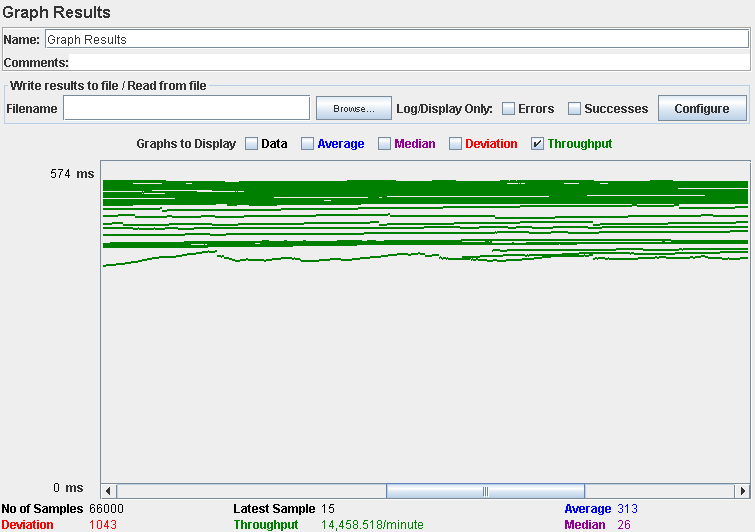 Graph Results
Name: Graph Results
Comments:
Write results to file / Read from file
Filename Browse... Log/Display Only: Errors Successes Configure
Graphs to Display Data Average Median Deviation Throughput
574 ms
0 ms
No of Samples 66000 Latest Sample 15 Average 313
Deviation 1043 Throughput 14,458.518/minute Median 26